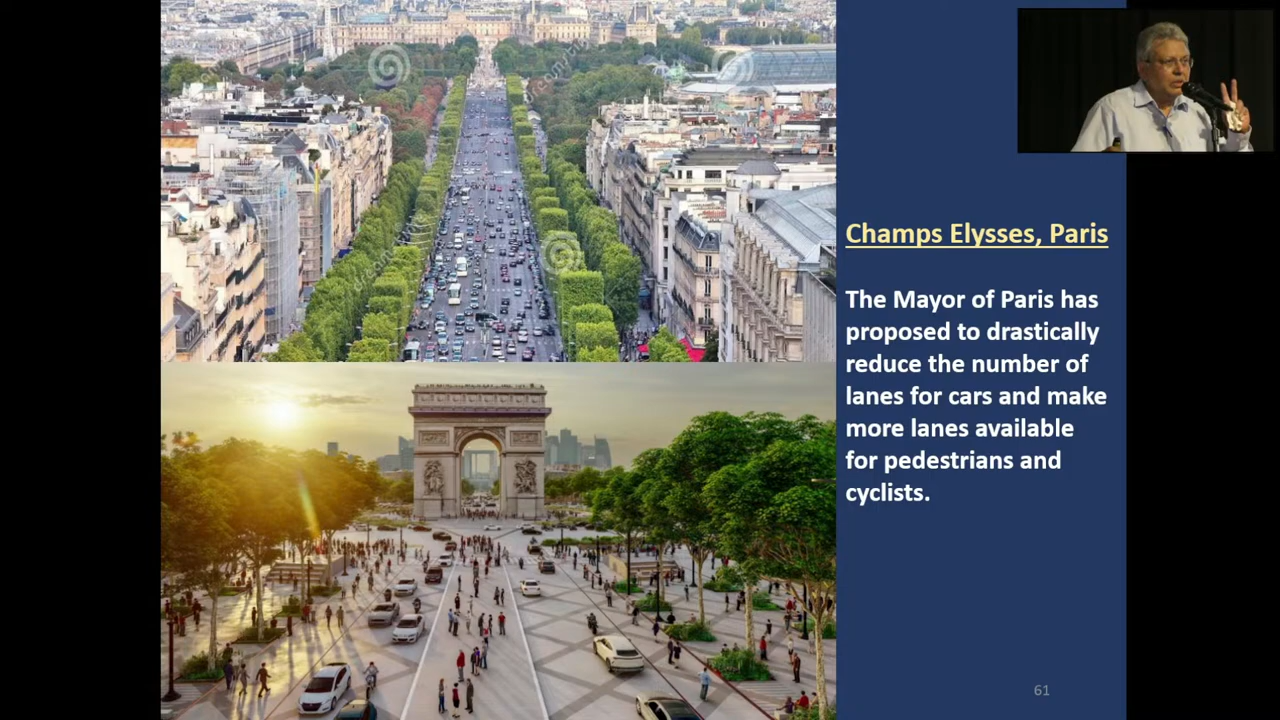 Champs Elysses, Paris
The Mayor of Paris has
proposed to drastically
reduce the number of
lanes for cars and make
more lanes available
for pedestrians and
cyclists.
61